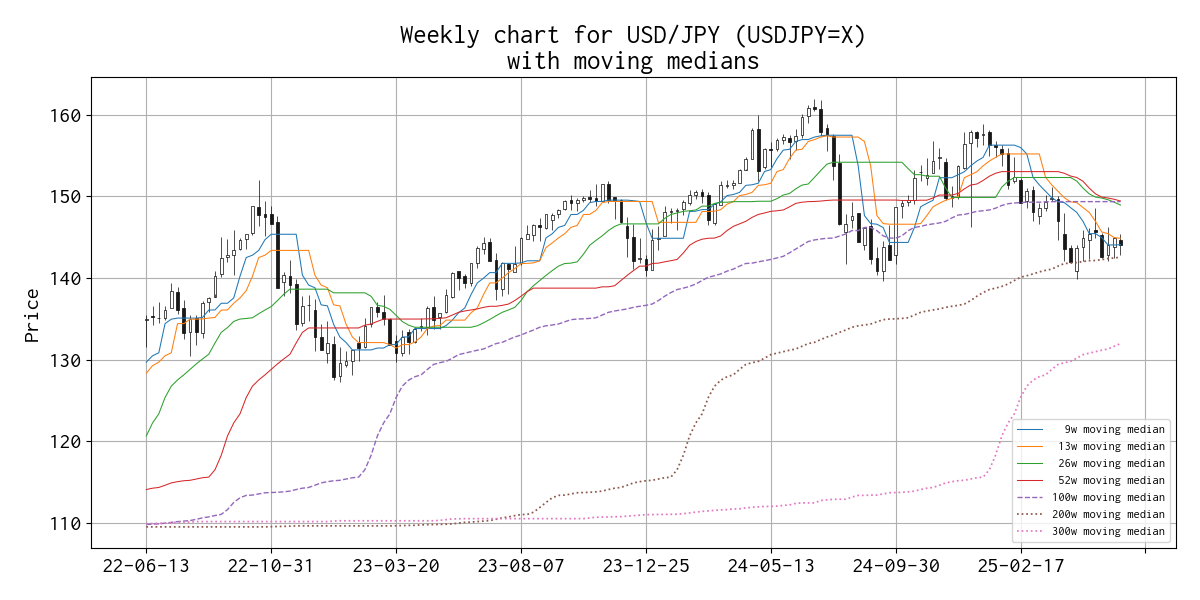 Weekly chart for USD/JPY (USDJPY=X)
with moving medians
Price
160
150
140
130
120
110
22-06-13 22-10-31 23-03-20 23-08-07 23-12-25 24-05-13 24-09-30 25-02-17
9w moving median
13w moving median
26w moving median
52w moving median
100w moving median
200w moving median
300w moving median